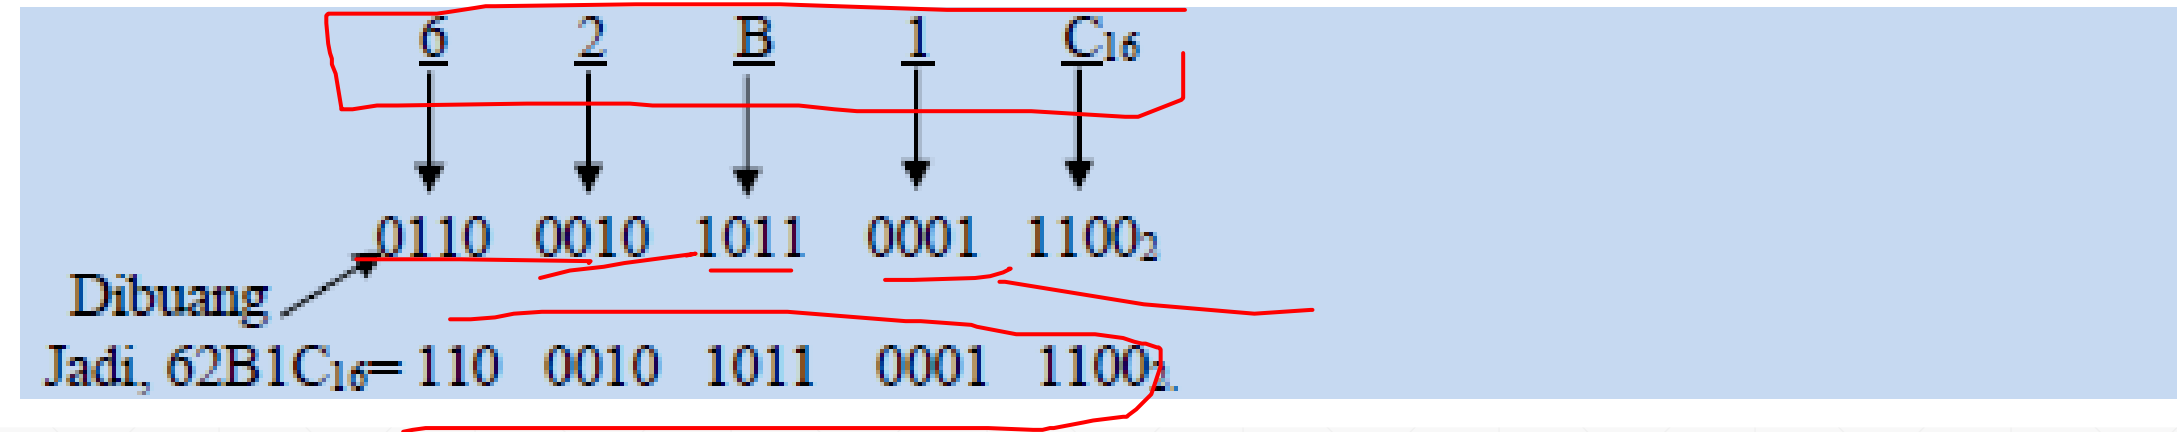 6 2 B 1 C₁₆
0110 0010 1011 0001 1100₂
Dibuang
Jadi, 62B1C₁₆= 110 0010 1011 0001 1100₂.